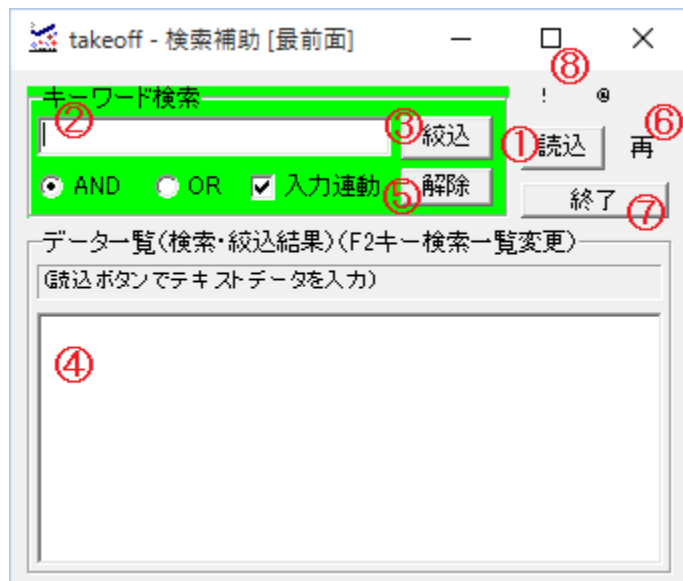 takeoff - 検索補助 [最前面]
⑧
キーワード検索 ! @
② ③ 絞込 ① 読込 再 ⑥
AND OR 入力連動 ⑤ 解除 終了 ⑦
データ一覧(検索・絞込結果)(F2キー検索一覧変更)
(読込ボタンでテキストデータを入力)
④